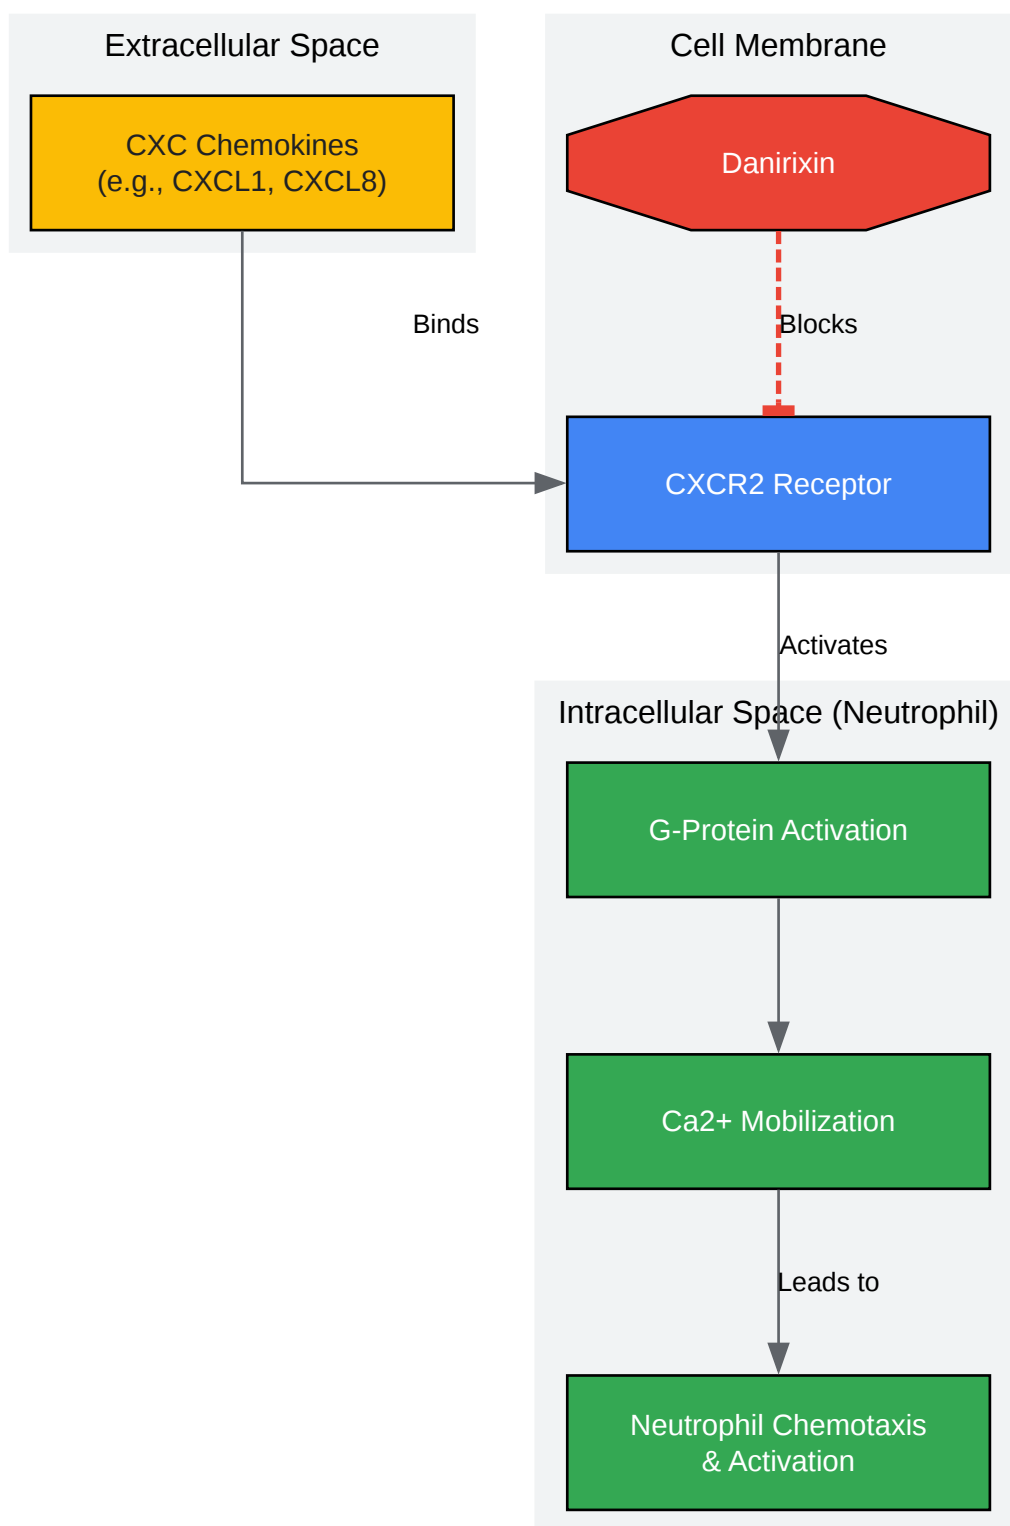 Extracellular Space
Cell Membrane
CXC Chemokines
(e.g., CXCL1, CXCL8)
Danirixin
Binds
Blocks
CXCR2 Receptor
Activates
Intracellular Space (Neutrophil)
G-Protein Activation
Ca2+ Mobilization
Leads to
Neutrophil Chemotaxis
& Activation